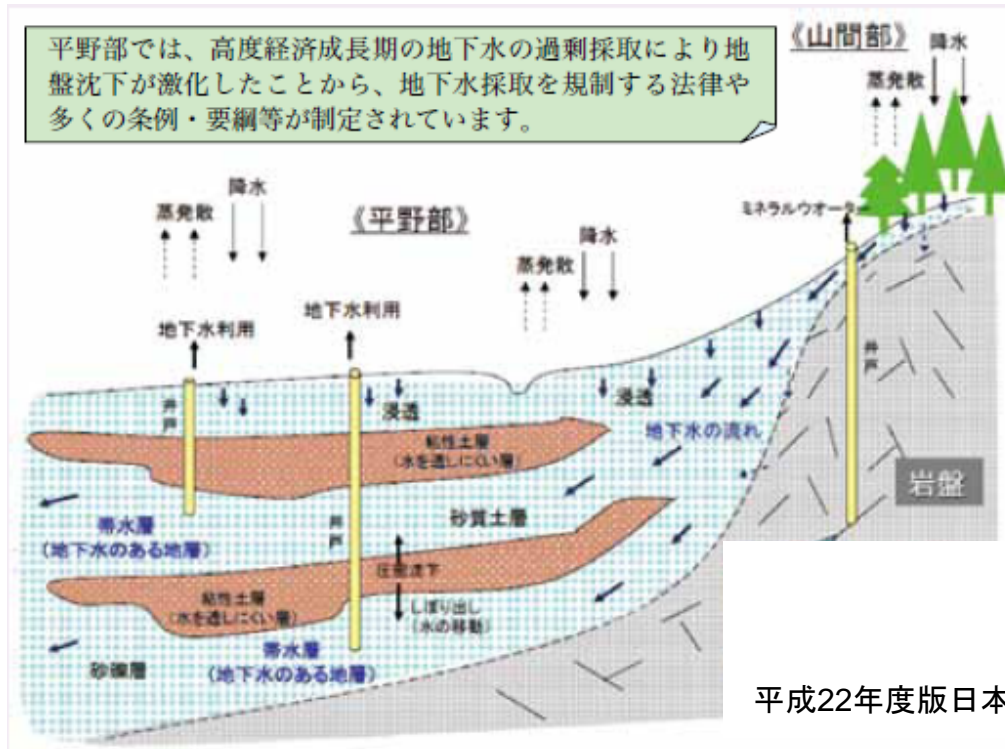 平野部では、高度経済成長期の地下水の過剰採取により地
盤沈下が激化したことから、地下水採取を規制する法律や
多くの条例・要綱等が制定されています。
《山間部》
降水
蒸発散
降水
蒸発散
《平野部》
ミネラルウオーター
降水
蒸発散
地下水利用
地下水利用
井戸
浸透
浸透
井戸
粘性土層
(水を透しにくい層)
地下水の流れ
岩盤
帯水層
(地下水のある地層)
砂質土層
井戸
圧密沈下
粘性土層
(水を透しにくい層)
しぼり出し
(水の移動)
帯水層
(地下水のある地層)
砂礫層
平成22年度版日本